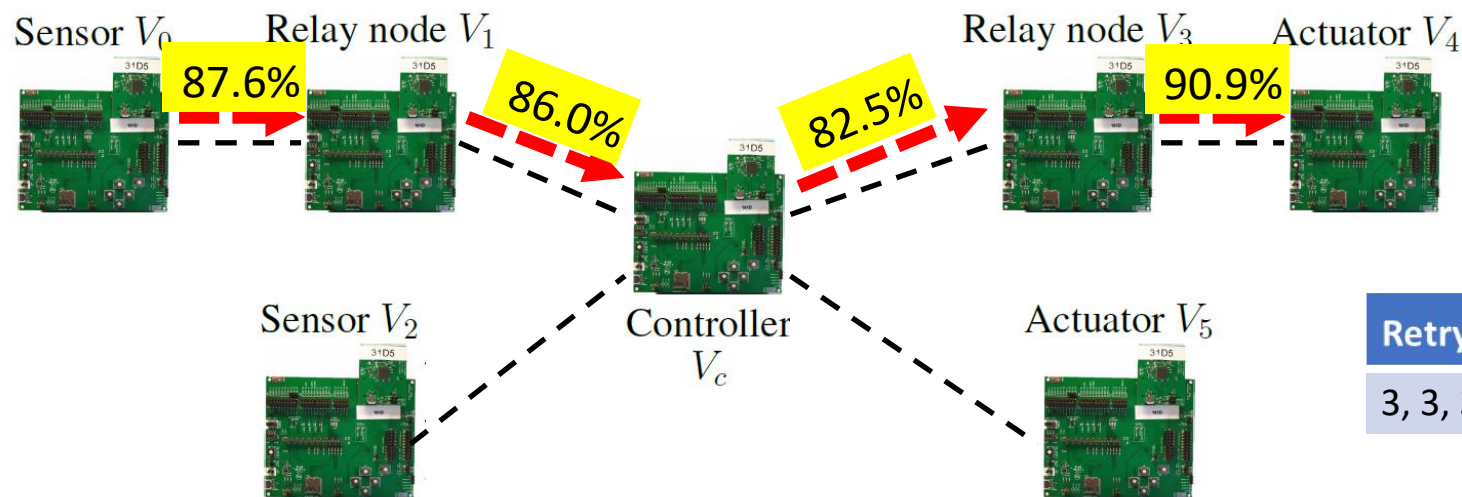 Sensor V₀
Relay node V₁
Relay node V₃
Actuator V₄
87.6%
86.0%
82.5%
90.9%
31D5
31D5
31D5
31D5
31D5
Sensor V₂
Controller
V_c
Actuator V₅
31D5
31D5
Retry
3, 3,